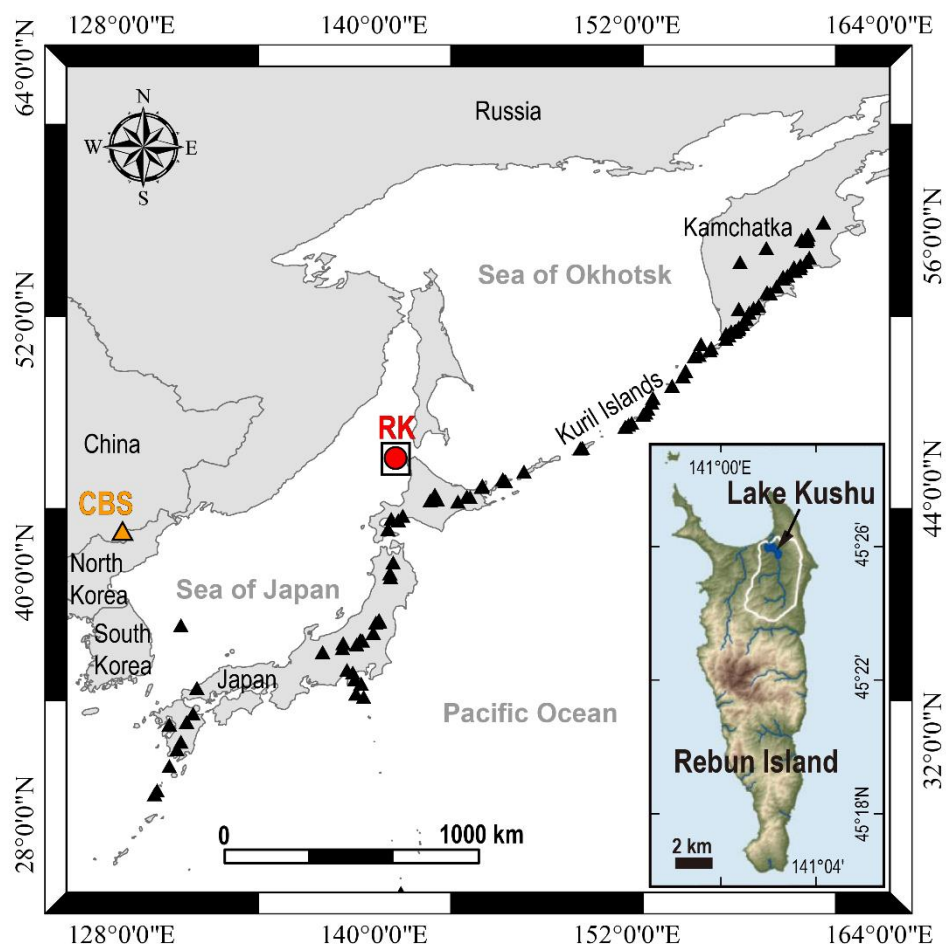 128°0'0"E 140°0'0"E 152°0'0"E 164°0'0"E
64°0'0"N
N
W E
S
Russia
Kamchatka
56°0'0"N
Sea of Okhotsk
52°0'0"N
Kuril Islands
RK
China
CBS
44°0'0"N
North
Korea
40°0'0"N
Sea of Japan
South
Korea
Japan
Pacific Ocean
32°0'0"N
28°0'0"N
0 1000 km
141°00'E
Lake Kushu
45°26'
45°22'
Rebun Island
45°18'N
2 km
141°04'
128°0'0"E 140°0'0"E 152°0'0"E 164°0'0"E